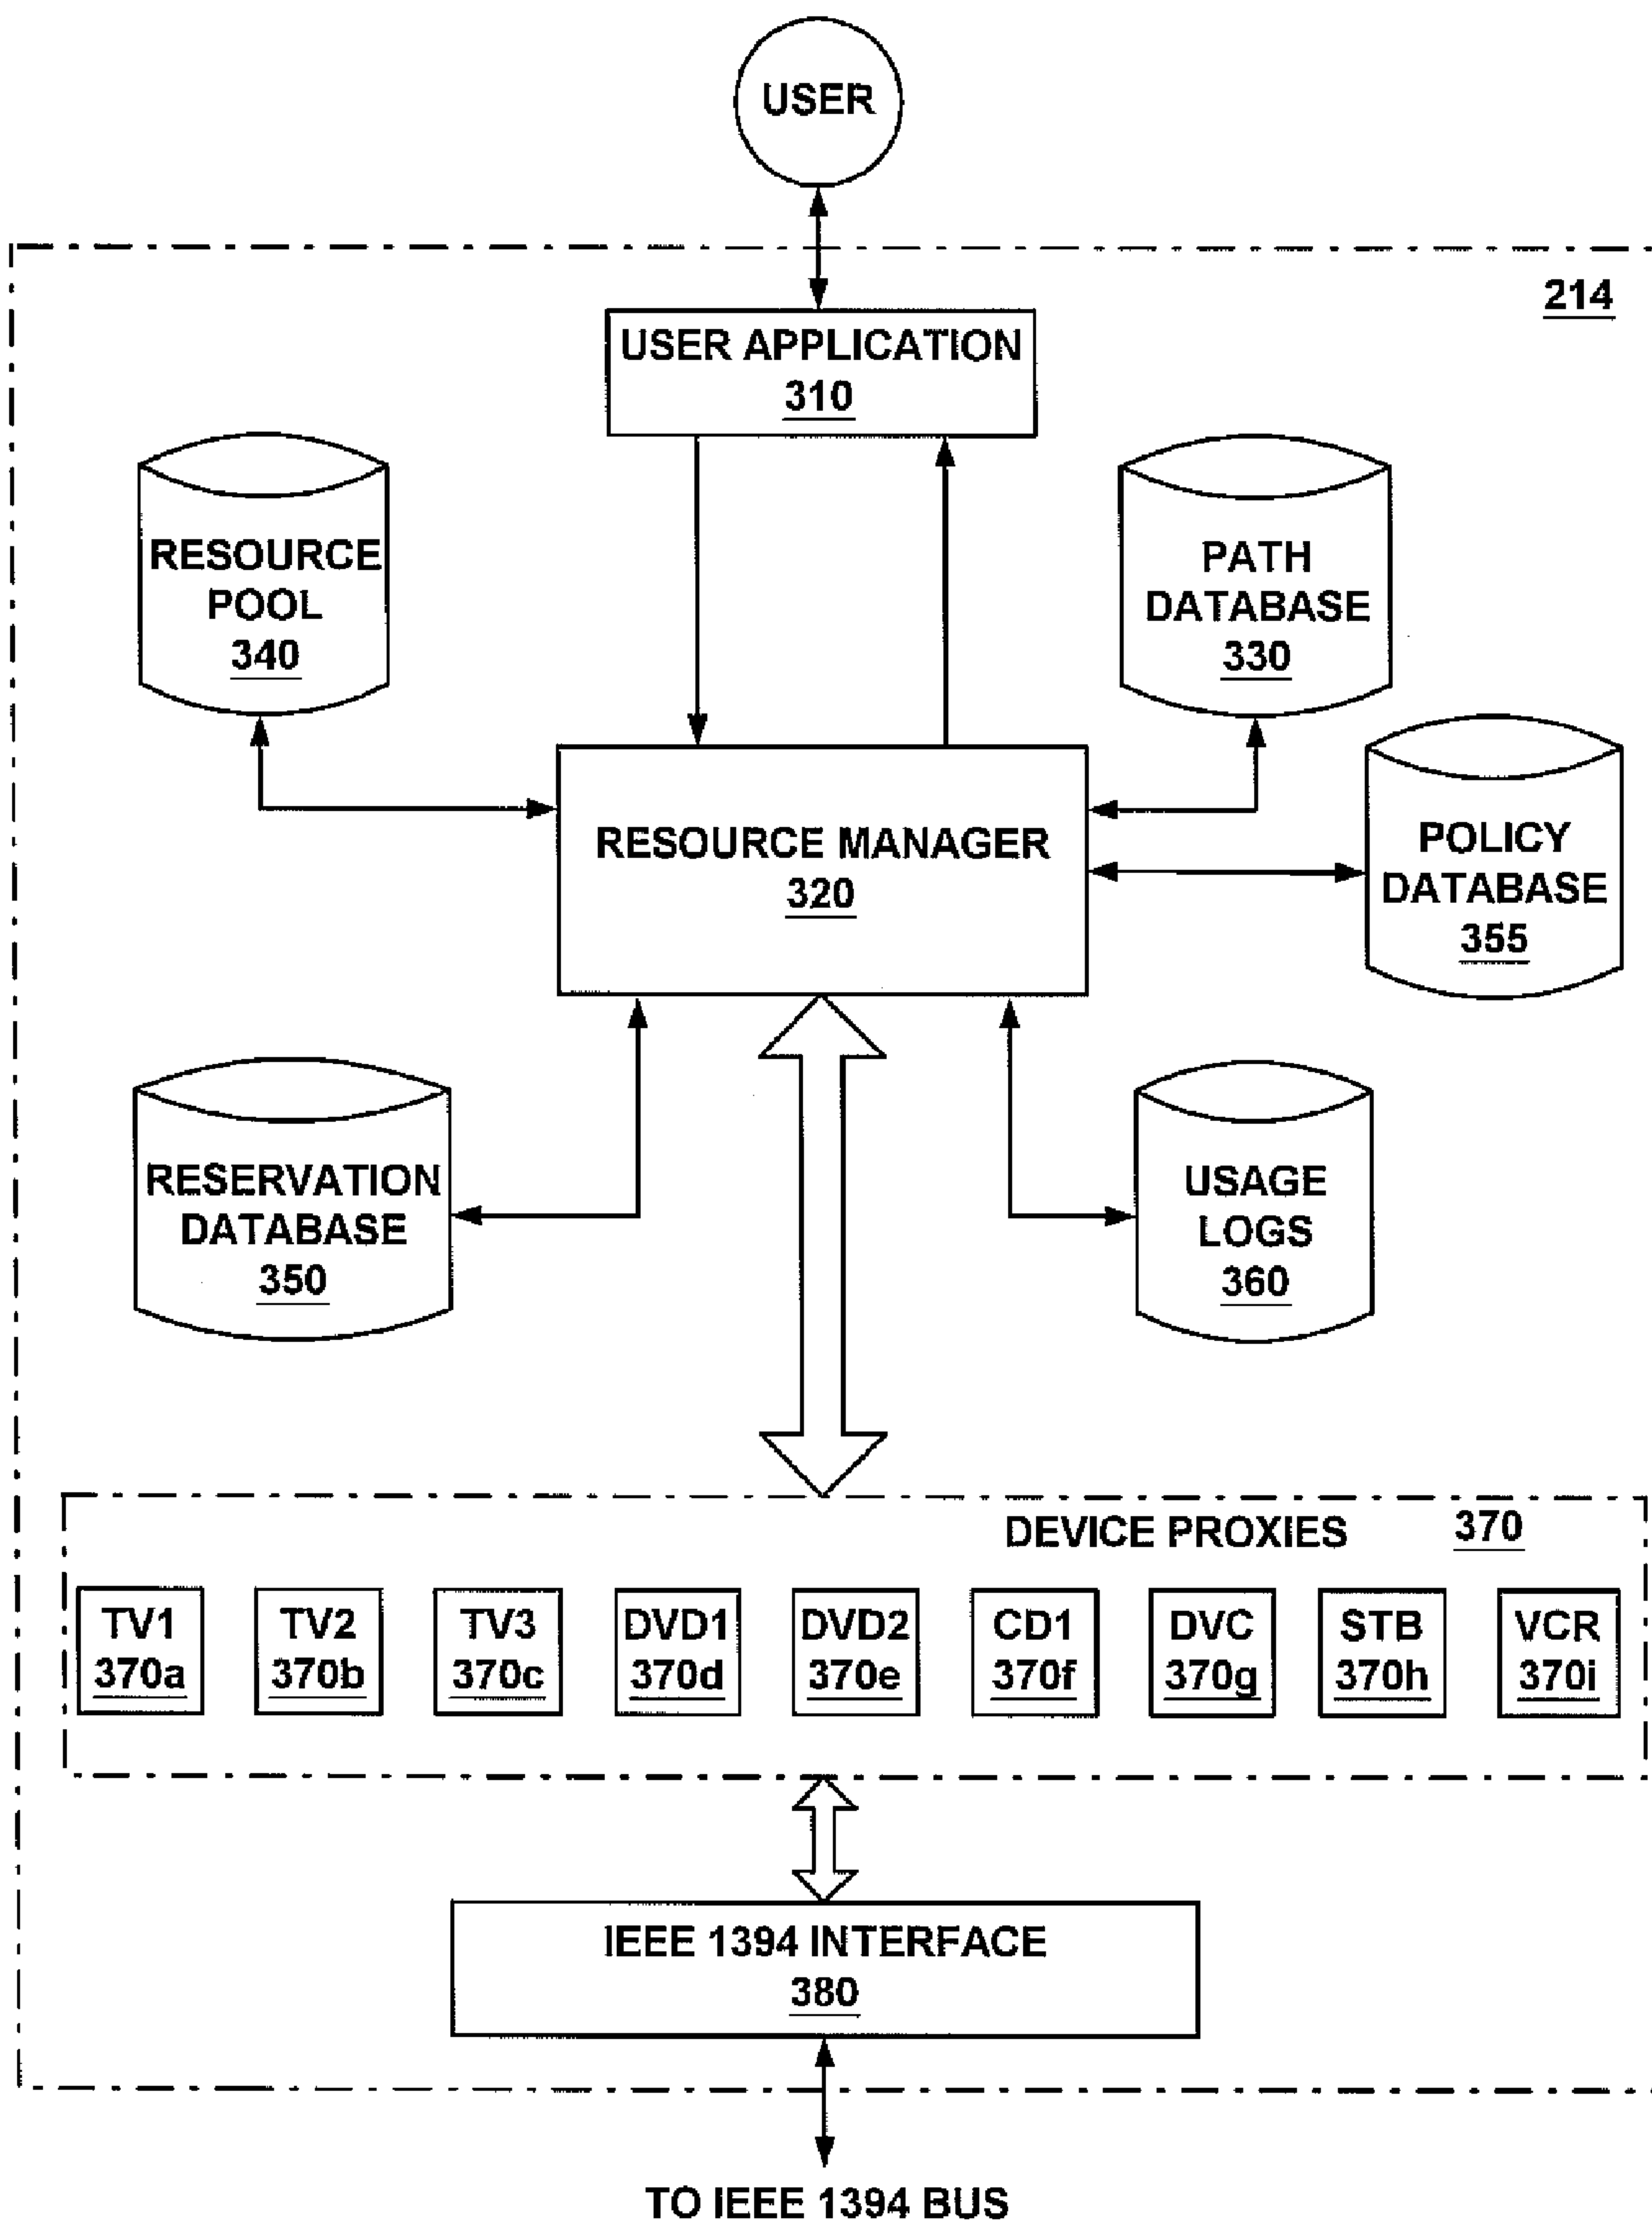 USER
214
USER APPLICATION
310
RESOURCE
POOL
340
PATH
DATABASE
330
RESOURCE MANAGER
320
POLICY
DATABASE
355
RESERVATION
DATABASE
350
USAGE
LOGS
360
DEVICE PROXIES 370
TV1
370a
TV2
370b
TV3
370c
DVD1
370d
DVD2
370e
CD1
370f
DVC
370g
STB
370h
VCR
370i
IEEE 1394 INTERFACE
380
TO IEEE 1394 BUS